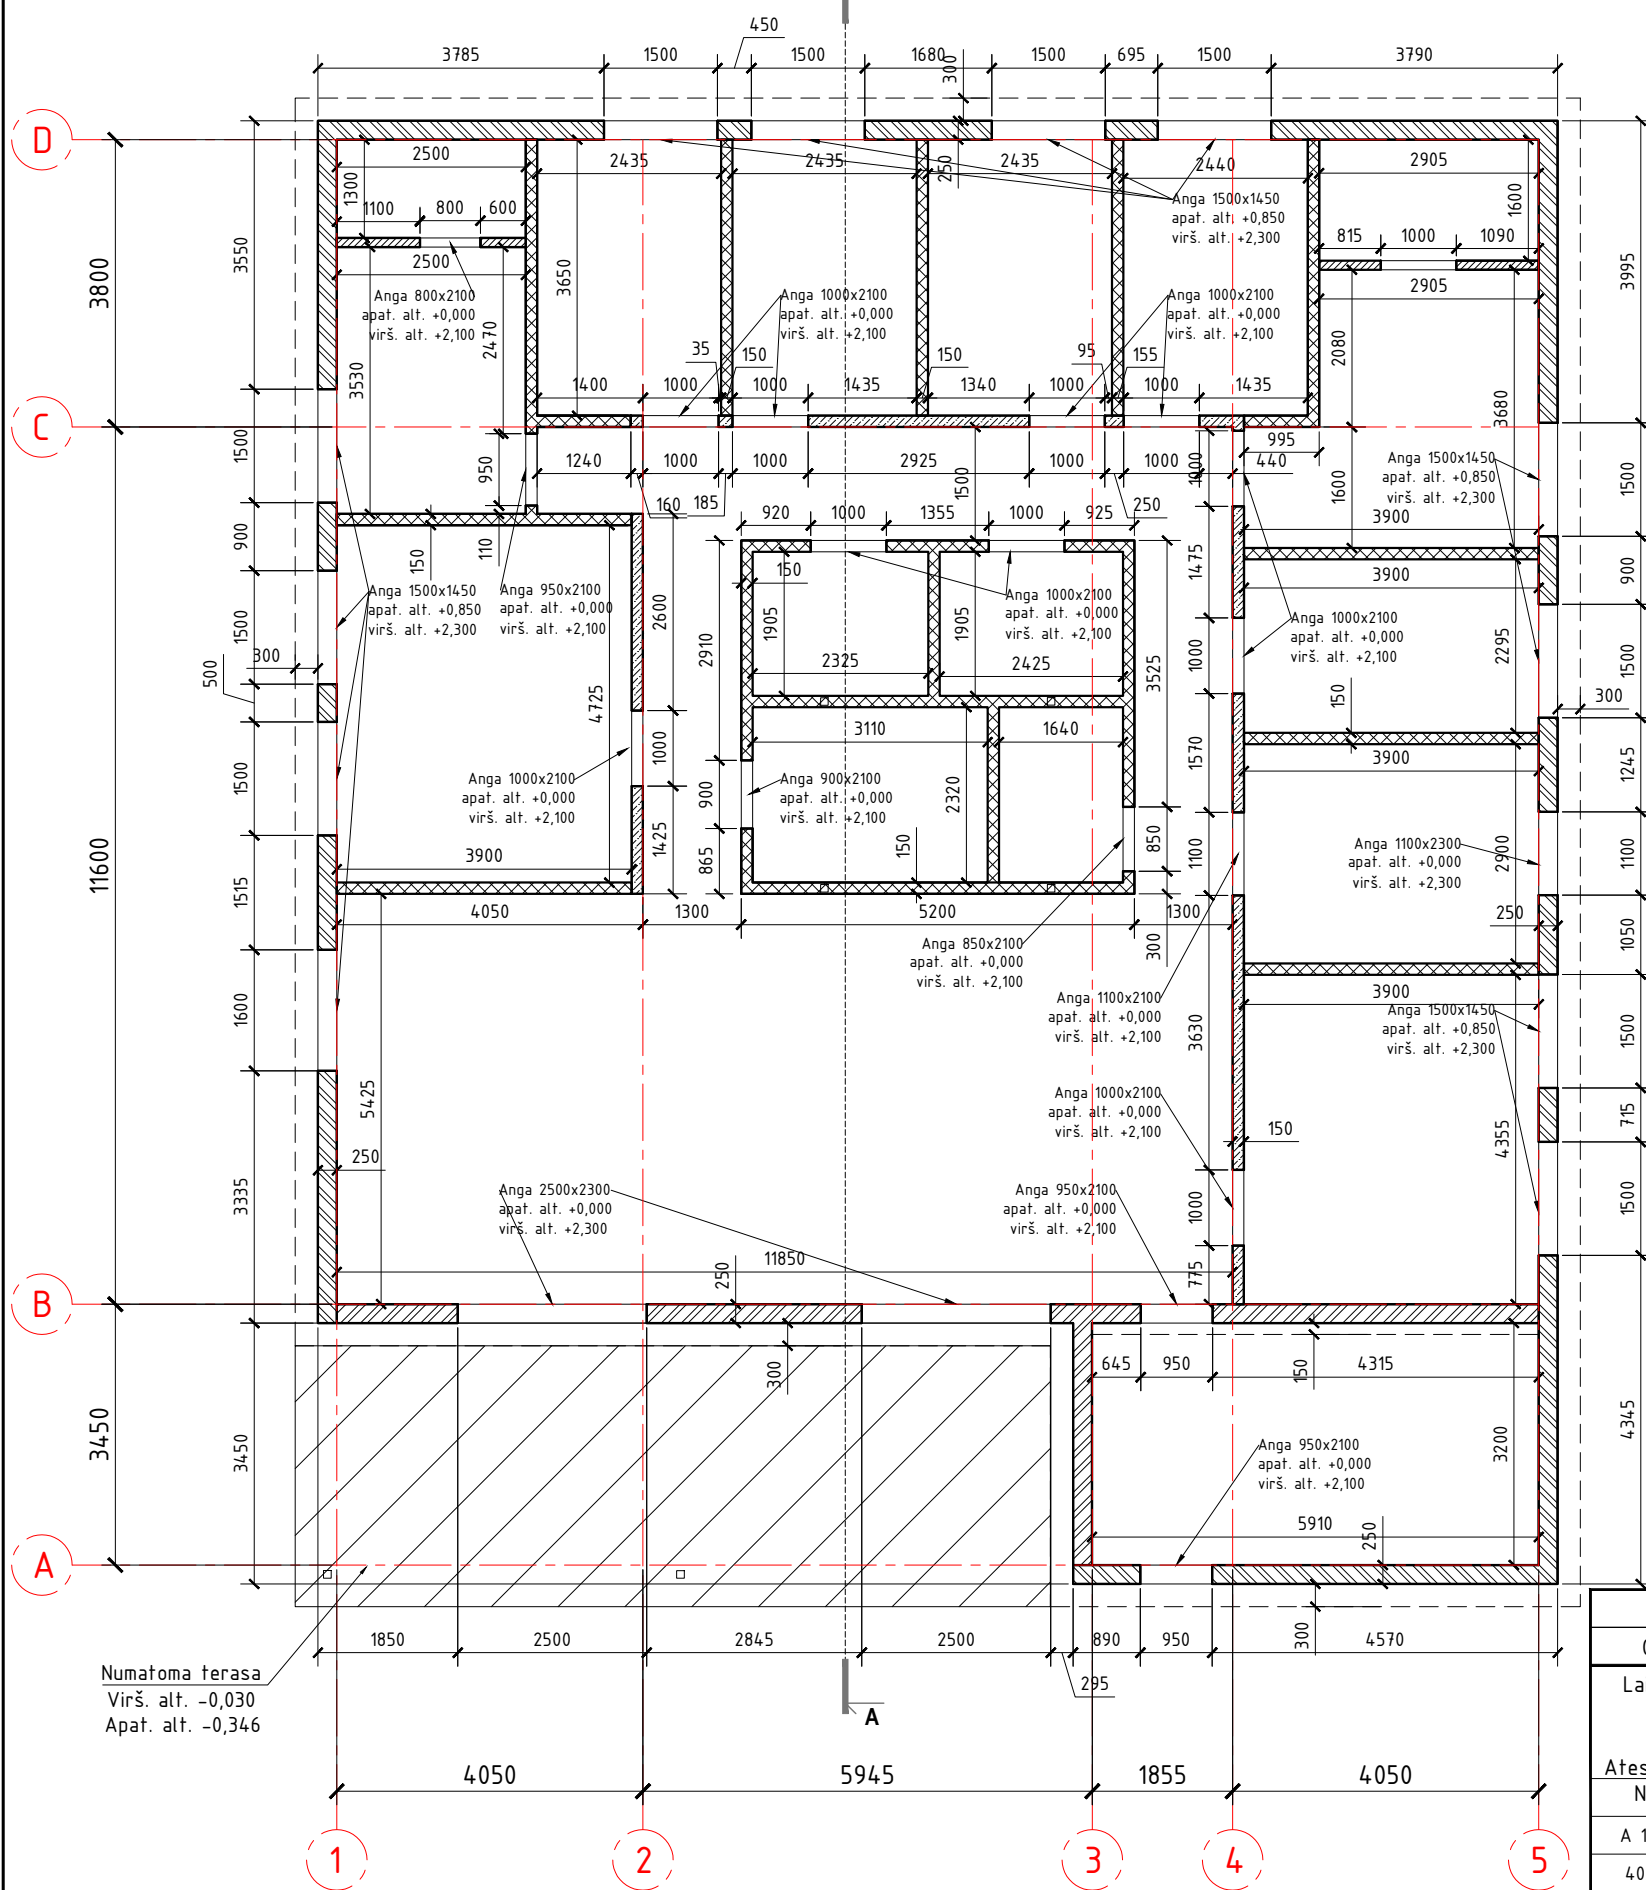 450
3785 1500 1500 1680 1500 695 1500 3790
300
D
2500 2435 2435 2435 2440 2905
250
1300
1100 800 600
1600
Anga 1500x1450
apat. alt. +0,850
virš. alt. +2,300
815 1000 1090
2500
2905
3550
3800
3650
3995
Anga 800x2100
apat. alt. +0,000
virš. alt. +2,100
Anga 1000x2100
apat. alt. +0,000
virš. alt. +2,100
Anga 1000x2100
apat. alt. +0,000
virš. alt. +2,100
2470
2080
3530
35 150 150 95 155
1400 1000 1000 1435 1340 1000 1000 1435
3680
C
1500
950
1240 1000 1000 2925 1000 1000 440
995
1500
1000
1600
Anga 1500x1450
apat. alt. +0,850
virš. alt. +2,300
1500
160 185 250
920 1000 1355 1000 925
3900
900
150
110
1475
900
150
3900
Anga 1500x1450
apat. alt. +0,850
virš. alt. +2,300
Anga 950x2100
apat. alt. +0,000
virš. alt. +2,100
2600
1905
1905
Anga 1000x2100
apat. alt. +0,000
virš. alt. +2,100
Anga 1000x2100
apat. alt. +0,000
virš. alt. +2,100
1500
500
300
2910
2325 2425
3525
1000
2295
1500
150
300
4725
1000
3110 1640
1570
3900
1500
1245
Anga 1000x2100
apat. alt. +0,000
virš. alt. +2,100
900
Anga 900x2100
apat. alt. +0,000
virš. alt. +2,100
2320
11600
3900
1425
865
150
850
1100
Anga 1100x2300
apat. alt. +0,000
virš. alt. +2,300
2900
1100
1515
4050 1300 5200 1300
250
300
1050
Anga 850x2100
apat. alt. +0,000
virš. alt. +2,100
1600
Anga 1100x2100
apat. alt. +0,000
virš. alt. +2,100
3630
3900
Anga 1500x1450
apat. alt. +0,850
virš. alt. +2,300
1500
5425
Anga 1000x2100
apat. alt. +0,000
virš. alt. +2,100
150
4355
715
250
3335
Anga 2500x2300
apat. alt. +0,000
virš. alt. +2,300
Anga 950x2100
apat. alt. +0,000
virš. alt. +2,100
1000
1500
11850
250
775
B
300
645 950 4315
150
3450
3450
4345
3200
Anga 950x2100
apat. alt. +0,000
virš. alt. +2,100
5910
250
A
1850 2500 2845 2500 890 950 4570
300
295
Numatoma terasa
Virš. alt. -0,030
Apat. alt. -0,346
A
La
Ates
N
A 1
40
4050 5945 1855 4050
1 2 3 4 5